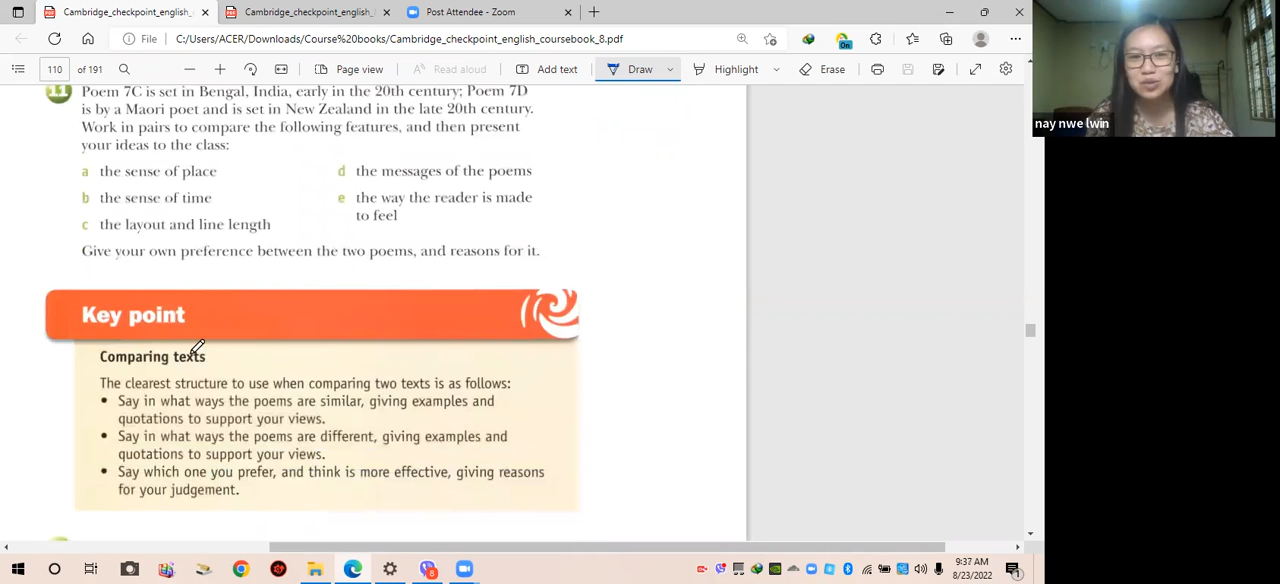 Cambridge_checkpoint_english_
Cambridge_checkpoint_english_
Post Attendee - Zoom
File
C:/Users/ACER/Downloads/Course%20books/Cambridge_checkpoint_english_coursebook_8.pdf
On
110 of 191
Page view
Read aloud
Add text
Draw
Highlight
Erase
nay nwe lwin
11 Poem 7C is set in Bengal, India, early in the 20th century; Poem 7D
is by a Maori poet and is set in New Zealand in the late 20th century.
Work in pairs to compare the following features, and then present
your ideas to the class:
a the sense of place
b the sense of time
c the layout and line length
d the messages of the poems
e the way the reader is made
to feel
Give your own preference between the two poems, and reasons for it.
Key point
Comparing texts
The clearest structure to use when comparing two texts is as follows:
• Say in what ways the poems are similar, giving examples and
quotations to support your views.
• Say in what ways the poems are different, giving examples and
quotations to support your views.
• Say which one you prefer, and think is more effective, giving reasons
for your judgement.
9:37 AM
8/23/2022